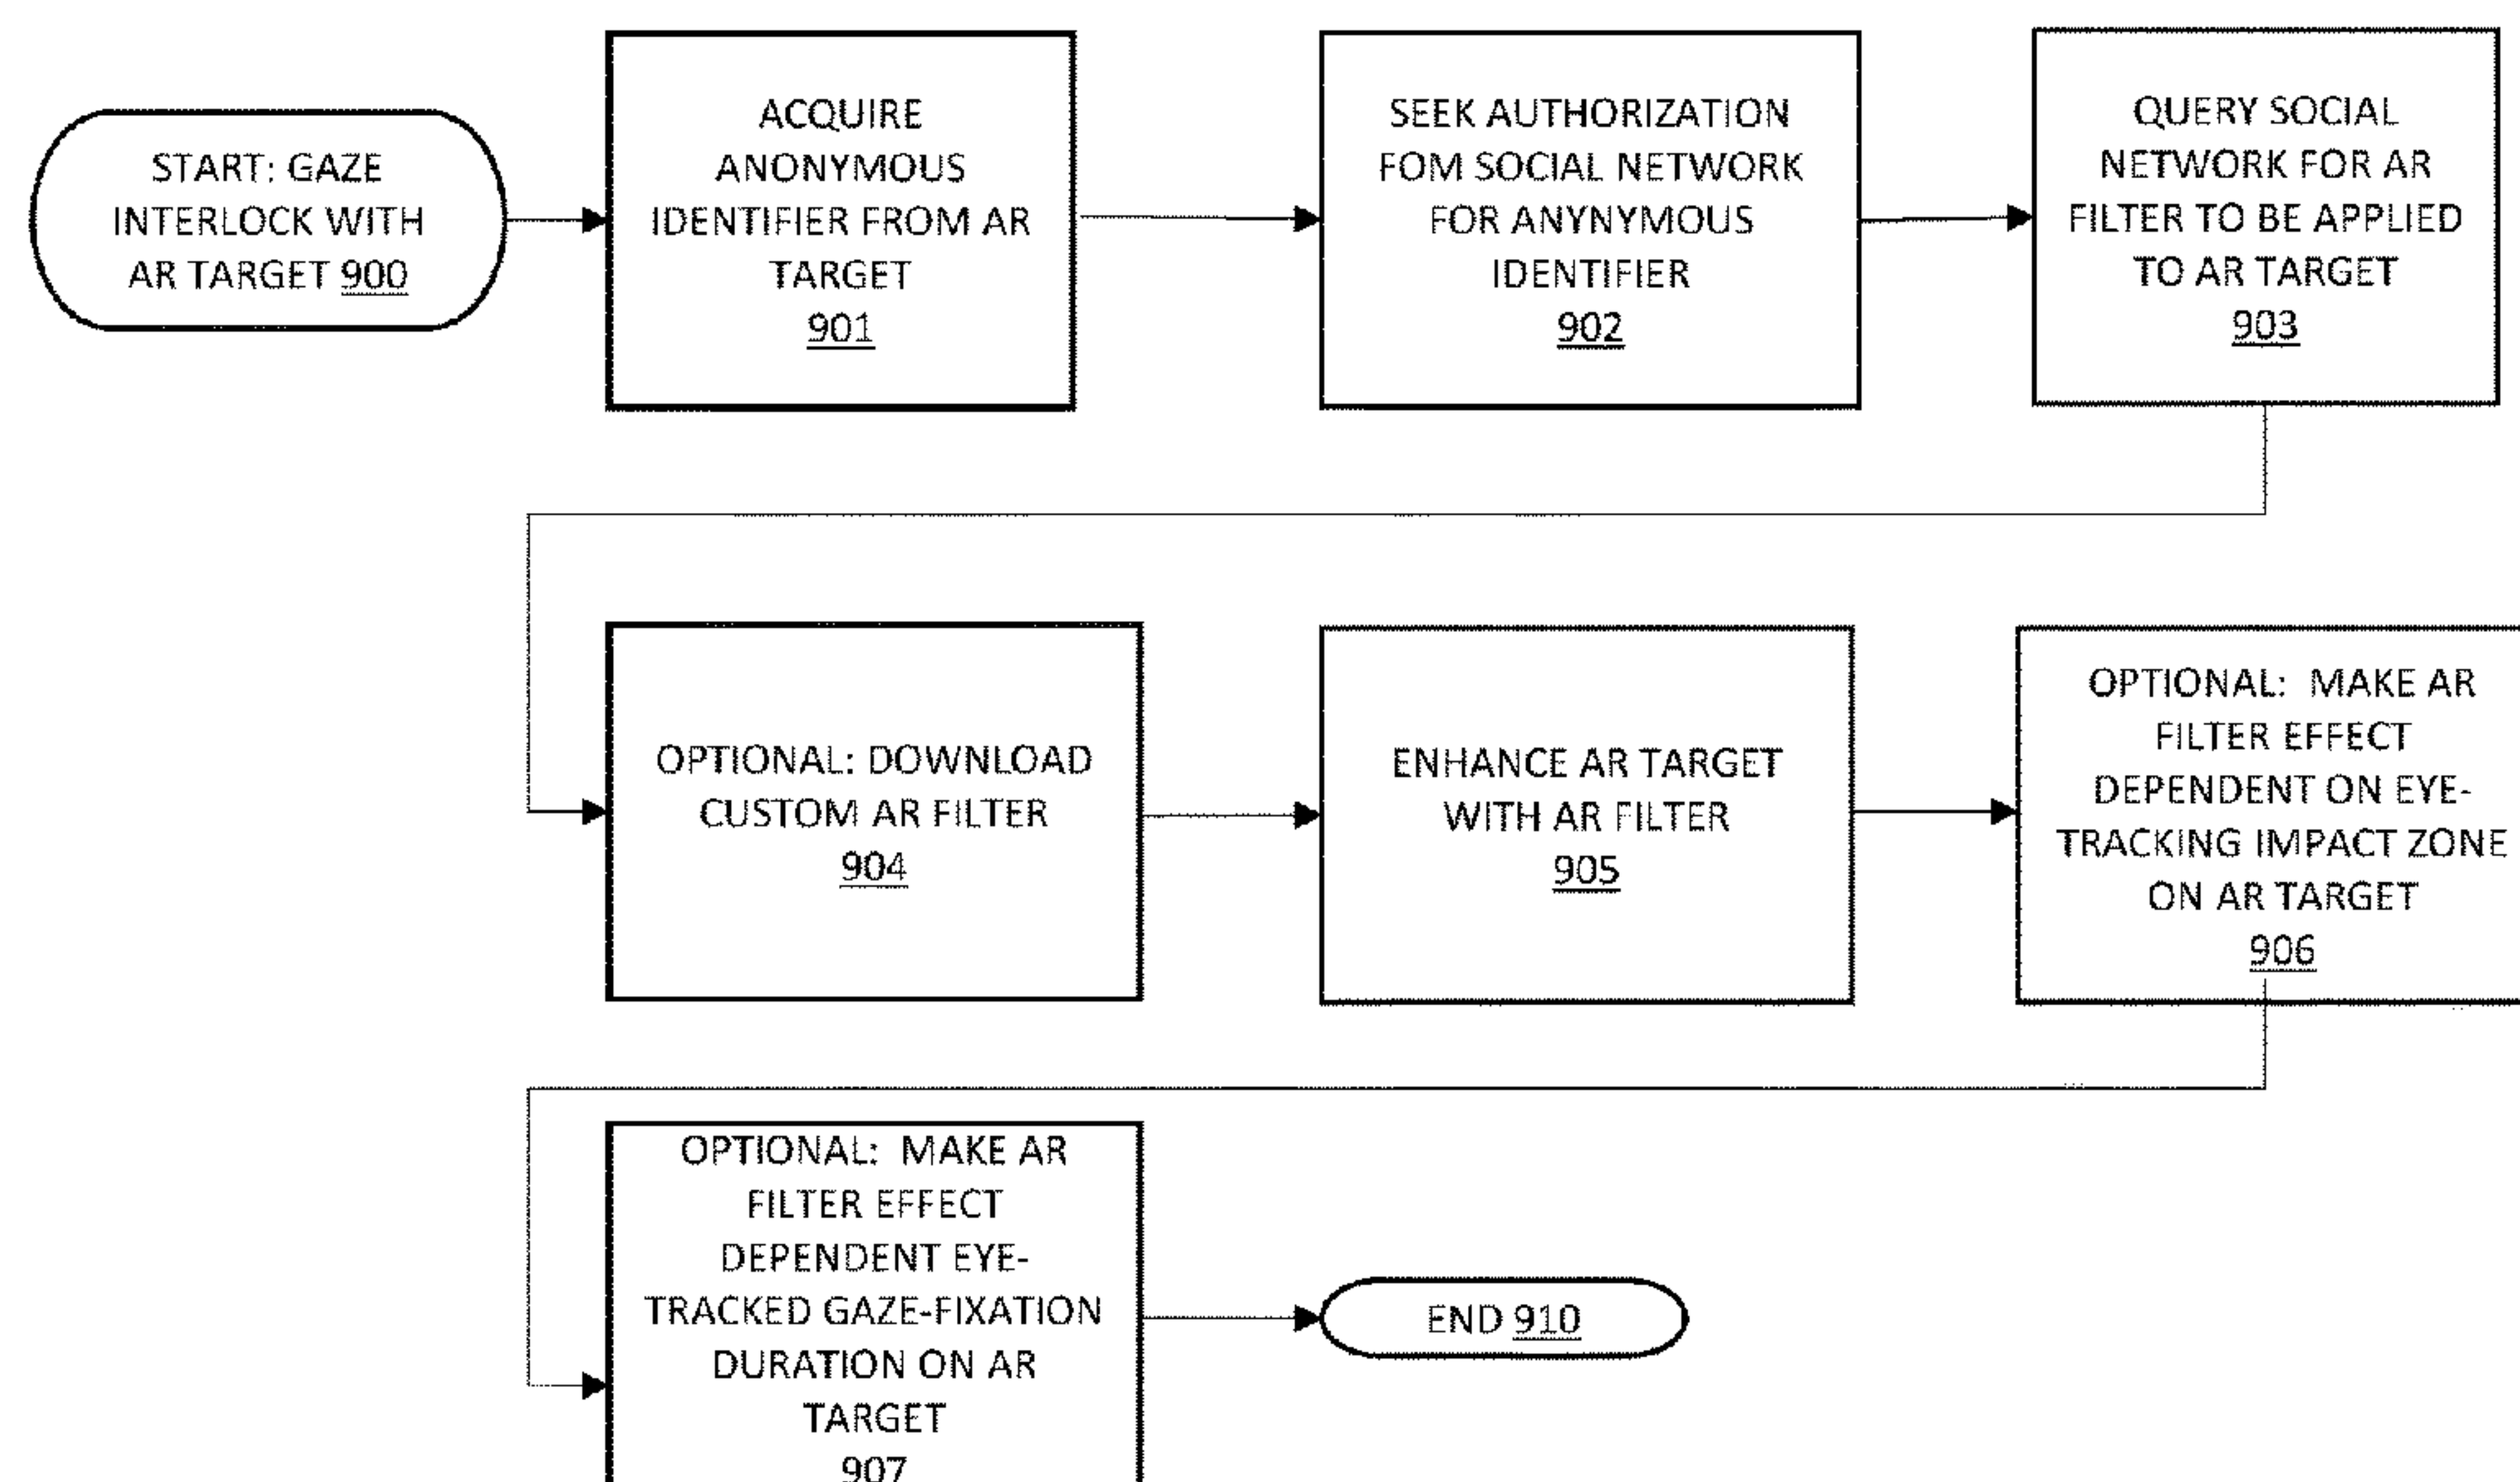 START: GAZE
INTERLOCK WITH
AR TARGET 900
ACQUIRE
ANONYMOUS
IDENTIFIER FROM AR
TARGET
901
SEEK AUTHORIZATION
FOM SOCIAL NETWORK
FOR ANYNYMOUS
IDENTIFIER
902
QUERY SOCIAL
NETWORK FOR AR
FILTER TO BE APPLIED
TO AR TARGET
903
OPTIONAL: DOWNLOAD
CUSTOM AR FILTER
904
ENHANCE AR TARGET
WITH AR FILTER
905
OPTIONAL: MAKE AR
FILTER EFFECT
DEPENDENT ON EYE-
TRACKING IMPACT ZONE
ON AR TARGET
906
OPTIONAL: MAKE AR
FILTER EFFECT
DEPENDENT EYE-
TRACKED GAZE-FIXATION
DURATION ON AR
TARGET
907
END 910